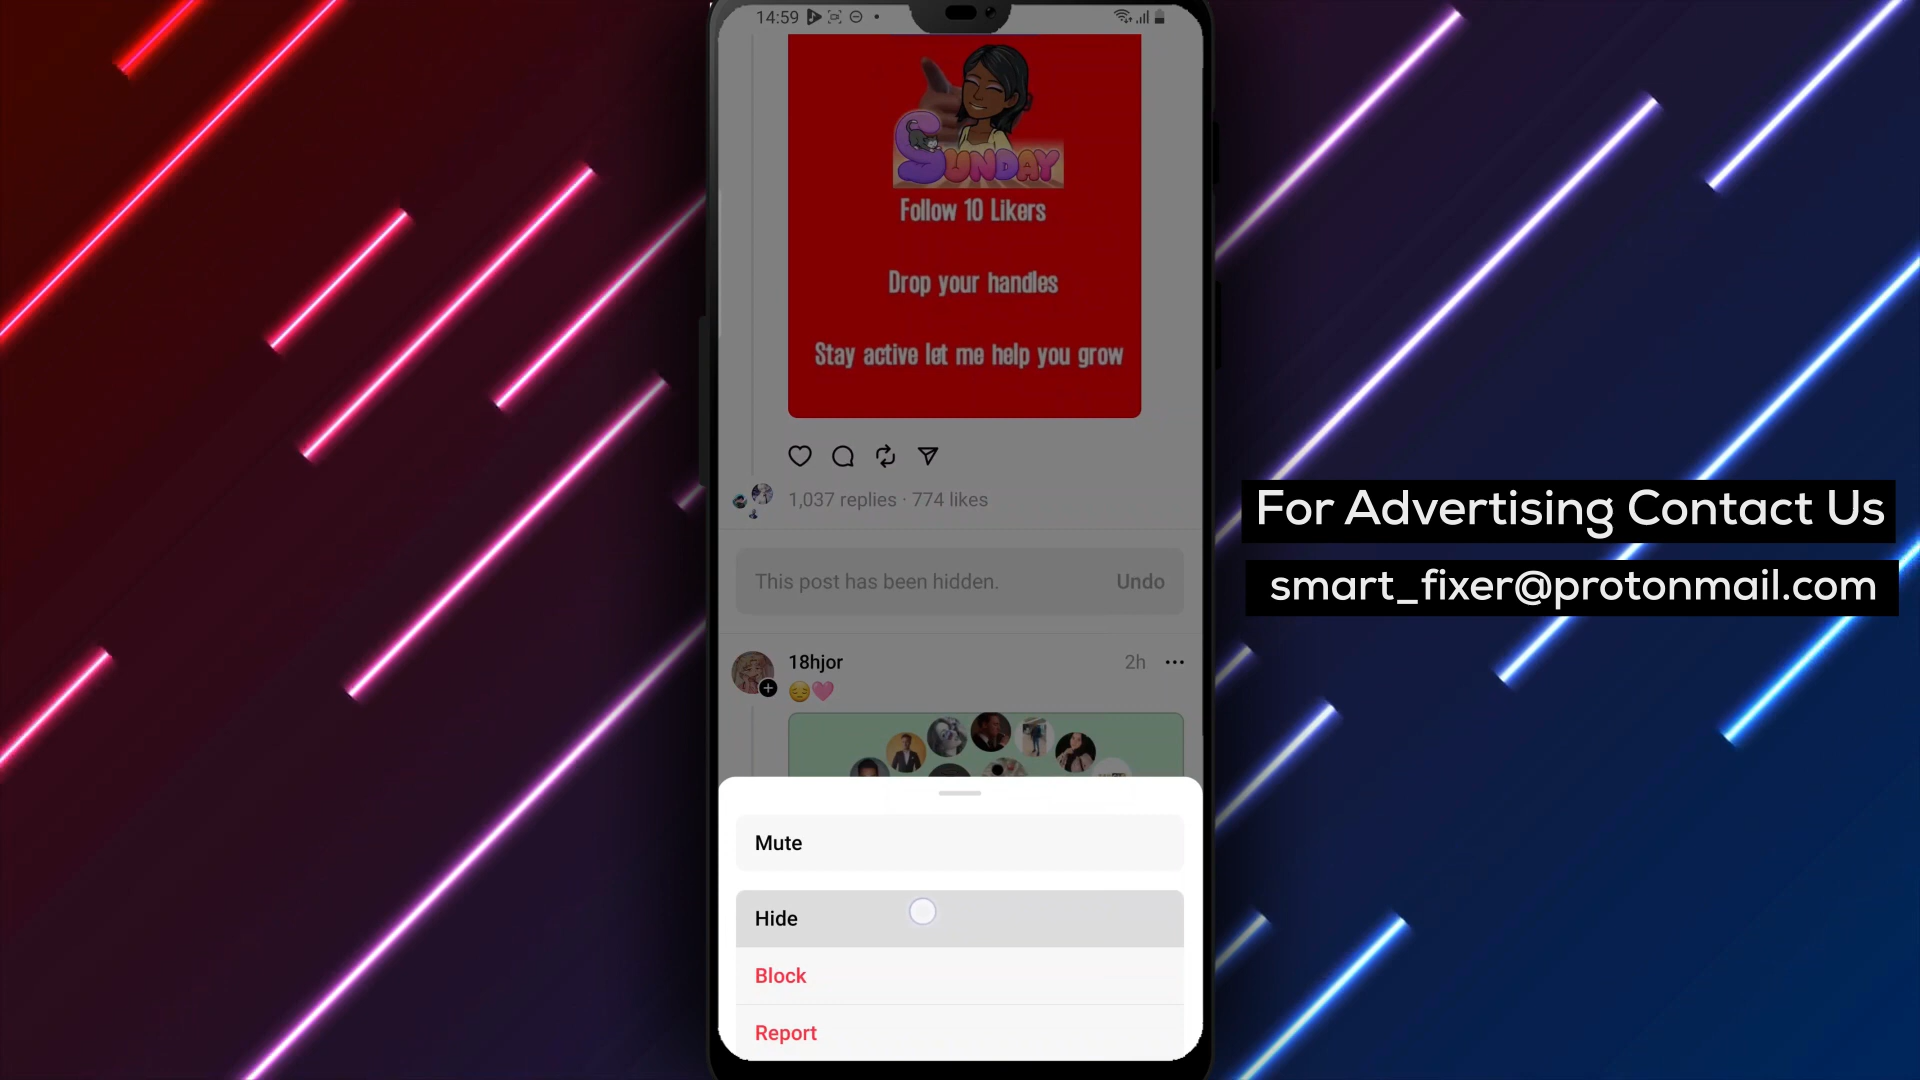 14:59
SUNDAY
Follow 10 Likers
Drop your handles
Stay active let me help you grow
1,037 replies · 774 likes
This post has been hidden. Undo
18hjor 2h
Mute
Hide
Block
Report
For Advertising Contact Us
smart_fixer@protonmail.com